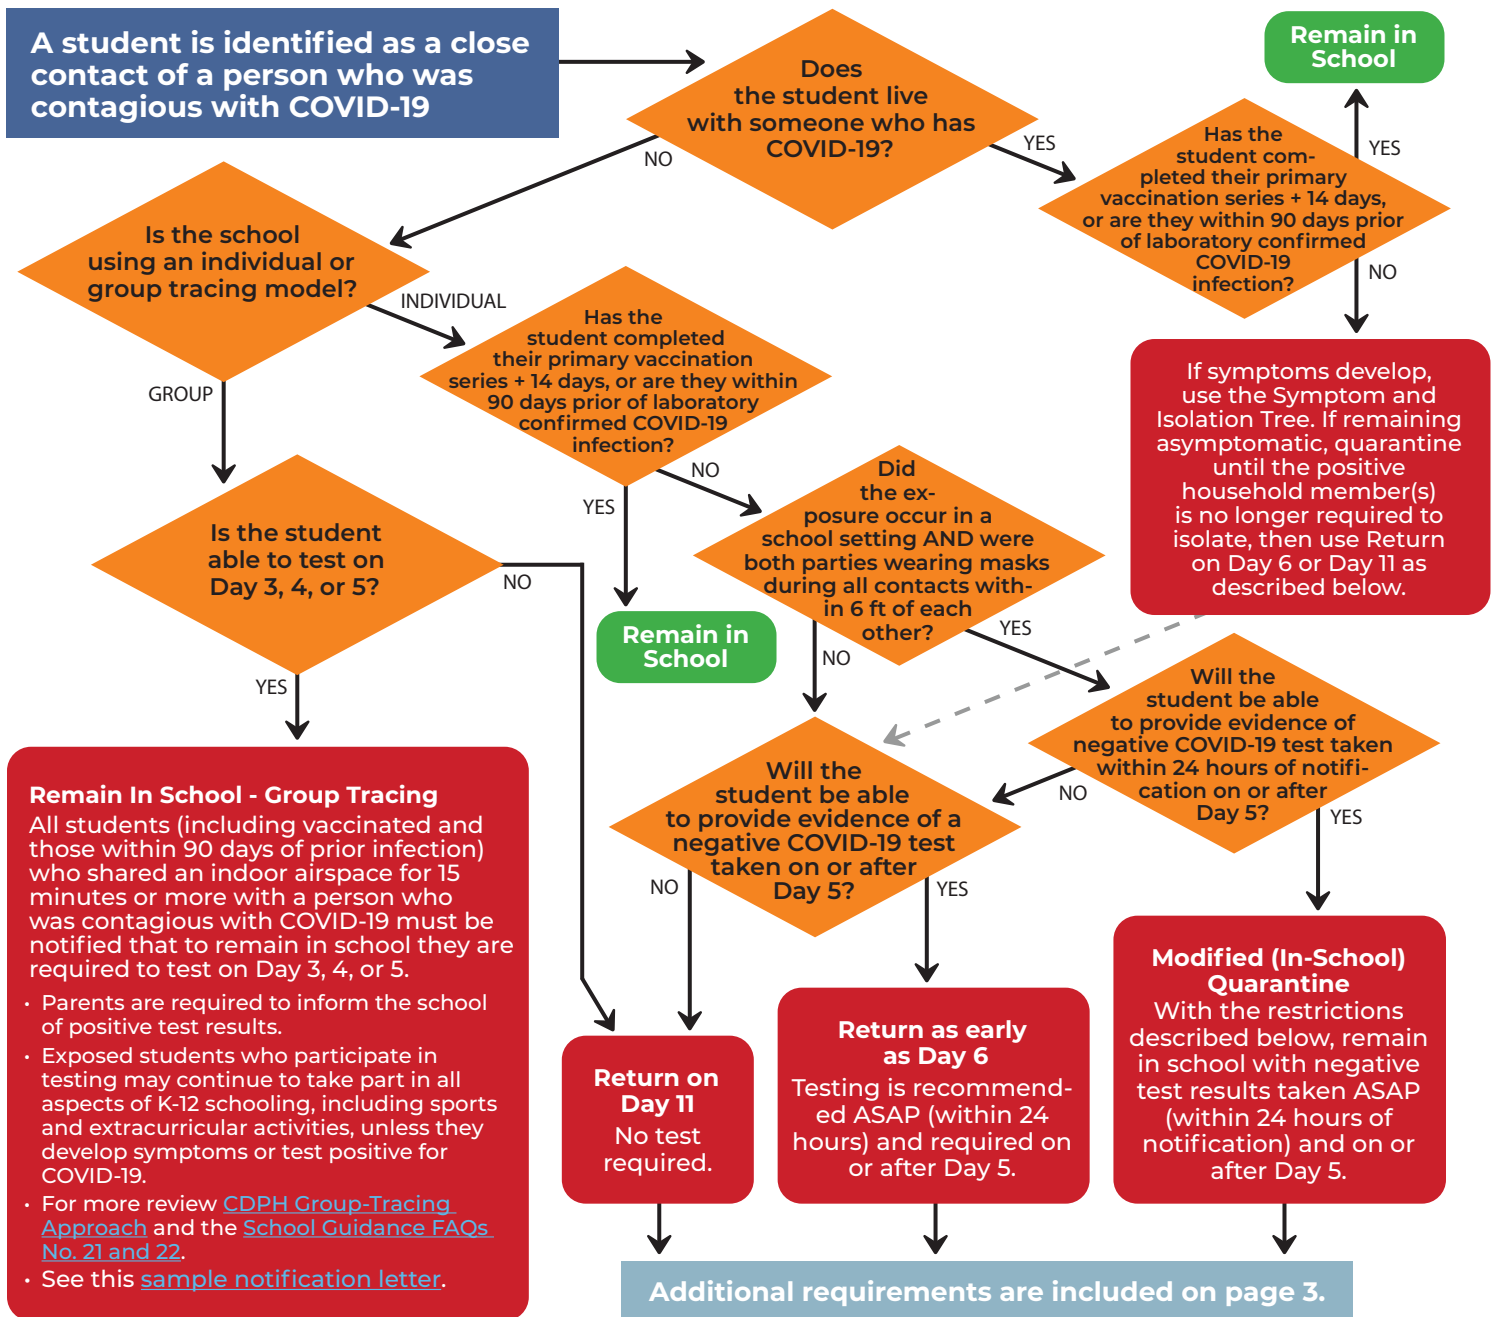 A student is identified as a close
contact of a person who was
contagious with COVID-19
Does
the student live
with someone who has
COVID-19?
NO
YES
Remain in
School
YES
Has the
student com-
pleted their primary
vaccination series + 14 days,
or are they within 90 days prior
of laboratory confirmed
COVID-19
infection?
NO
Is the school
using an individual or
group tracing model?
INDIVIDUAL
GROUP
Has the
student completed
their primary vaccination
series + 14 days, or are they within
90 days prior of laboratory
confirmed COVID-19
infection?
NO
YES
If symptoms develop,
use the Symptom and
Isolation Tree. If remaining
asymptomatic, quarantine
until the positive
household member(s)
is no longer required to
isolate, then use Return
on Day 6 or Day 11 as
described below.
Is the student
able to test on
Day 3, 4, or 5?
NO
YES
Remain in
School
Did
the ex-
posure occur in a
school setting AND were
both parties wearing masks
during all contacts with-
in 6 ft of each
other?
YES
NO
Will the
student be able
to provide evidence of
negative COVID-19 test taken
within 24 hours of notifi-
cation on or after
Day 5?
NO
YES
Will the
student be able
to provide evidence of a
negative COVID-19 test
taken on or after
Day 5?
NO
YES
Remain In School - Group Tracing
All students (including vaccinated and
those within 90 days of prior infection)
who shared an indoor airspace for 15
minutes or more with a person who
was contagious with COVID-19 must be
notified that to remain in school they are
required to test on Day 3, 4, or 5.
• Parents are required to inform the school
of positive test results.
• Exposed students who participate in
testing may continue to take part in all
aspects of K-12 schooling, including sports
and extracurricular activities, unless they
develop symptoms or test positive for
COVID-19.
• For more review CDPH Group-Tracing
Approach and the School Guidance FAQs
No. 21 and 22.
• See this sample notification letter.
Return on
Day 11
No test
required.
Return as early
as Day 6
Testing is recommend-
ed ASAP (within 24
hours) and required on
or after Day 5.
Modified (In-School)
Quarantine
With the restrictions
described below, remain
in school with negative
test results taken ASAP
(within 24 hours of
notification) and on or
after Day 5.
Additional requirements are included on page 3.